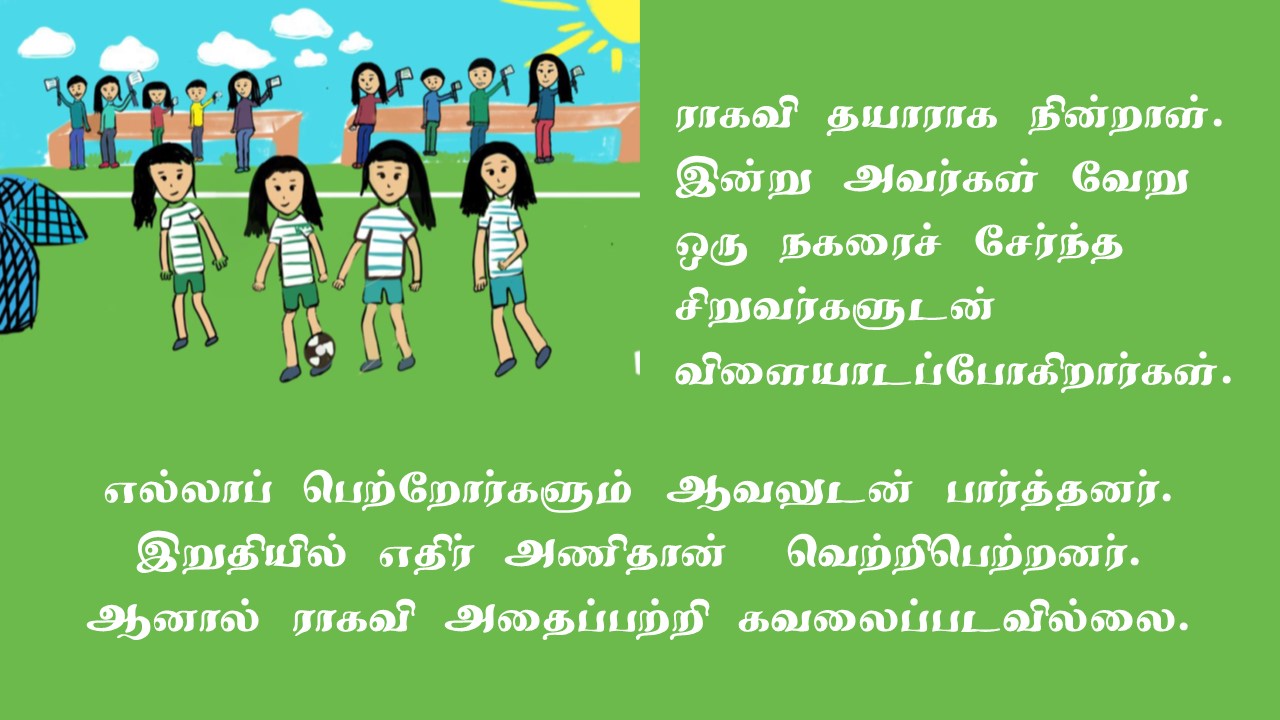 ராகவி தயாராக நின்றாள்.
இன்று அவர்கள் வேறு
ஒரு நகரைச் சேர்ந்த
சிறுவர்களுடன்
விளையாடப்போகிறார்கள்.
எல்லாப் பெற்றோர்களும் ஆவலுடன் பார்த்தனர்.
இறுதியில் எதிர் அணிதான் வெற்றிபெற்றனர்.
ஆனால் ராகவி அதைப்பற்றி கவலைப்படவில்லை.